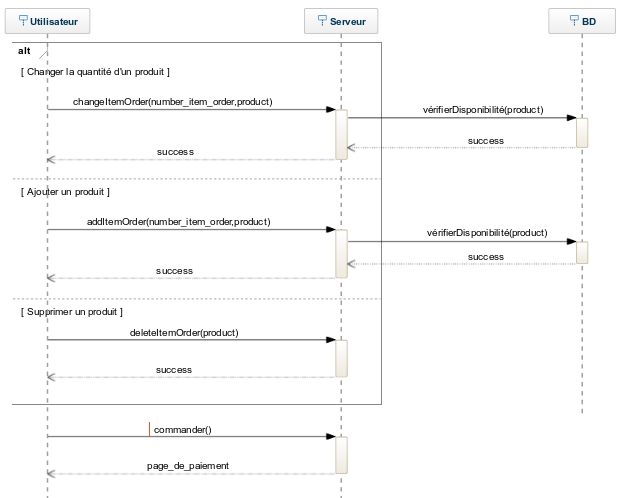 Utilisateur
Serveur
BD
alt
[ Changer la quantité d'un produit ]
changeItemOrder(number_item_order,product)
vérifierDisponibilité(product)
success
success
[ Ajouter un produit ]
addItemOrder(number_item_order,product)
vérifierDisponibilité(product)
success
success
[ Supprimer un produit ]
deleteItemOrder(product)
success
commander()
page_de_paiement